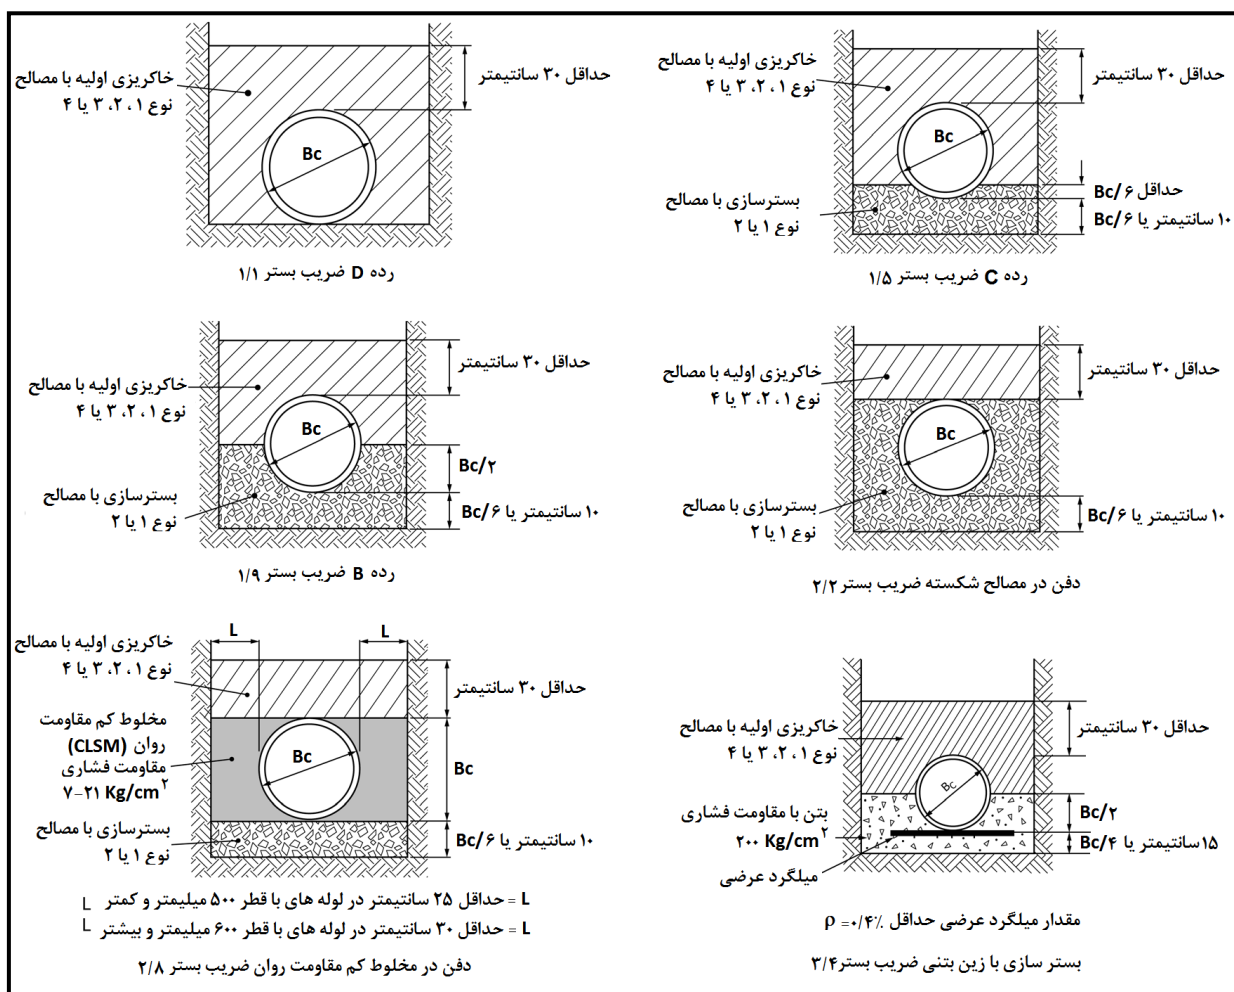 خاکریزی اولیه با مصالح
نوع ۱، ۲، ۳ یا ۴
حداقل ۳۰ سانتیمتر
Bc
رده D ضریب بستر ۱/۱
خاکریزی اولیه با مصالح
نوع ۱، ۲، ۳ یا ۴
حداقل ۳۰ سانتیمتر
Bc
حداقل Bc/۶
بسترسازی با مصالح
نوع ۱ یا ۲
۱۰ سانتیمتر یا Bc/۶
رده C ضریب بستر ۱/۵
خاکریزی اولیه با مصالح
نوع ۱، ۲، ۳ یا ۴
حداقل ۳۰ سانتیمتر
Bc
Bc/۲
بسترسازی با مصالح
نوع ۱ یا ۲
۱۰ سانتیمتر یا Bc/۶
رده B ضریب بستر ۱/۹
خاکریزی اولیه با مصالح
نوع ۱، ۲، ۳ یا ۴
حداقل ۳۰ سانتیمتر
Bc
بسترسازی با مصالح
نوع ۱ یا ۲
۱۰ سانتیمتر یا Bc/۶
دفن در مصالح شکسته ضریب بستر ۲/۲
L
L
خاکریزی اولیه با مصالح
نوع ۱، ۲، ۳ یا ۴
حداقل ۳۰ سانتیمتر
مخلوط کم مقاومت
روان (CLSM)
مقاومت فشاری
۷-۲۱ Kg/cm²
Bc
Bc
بسترسازی با مصالح
نوع ۱ یا ۲
۱۰ سانتیمتر یا Bc/۶
L = حداقل ۲۵ سانتیمتر در لوله های با قطر ۵۰۰ میلیمتر و کمتر L
L = حداقل ۳۰ سانتیمتر در لوله های با قطر ۶۰۰ میلیمتر و بیشتر L
دفن در مخلوط کم مقاومت روان ضریب بستر ۲/۸
خاکریزی اولیه با مصالح
نوع ۱، ۲، ۳ یا ۴
حداقل ۳۰ سانتیمتر
Bc
Bc/۲
بتن با مقاومت فشاری
۲۰۰ Kg/cm²
۱۵سانتیمتر یا Bc/۴
میلگرد عرضی
مقدار میلگرد عرضی حداقل ρ =۰/۴٪
بستر سازی با زین بتنی ضریب بستر۳/۴